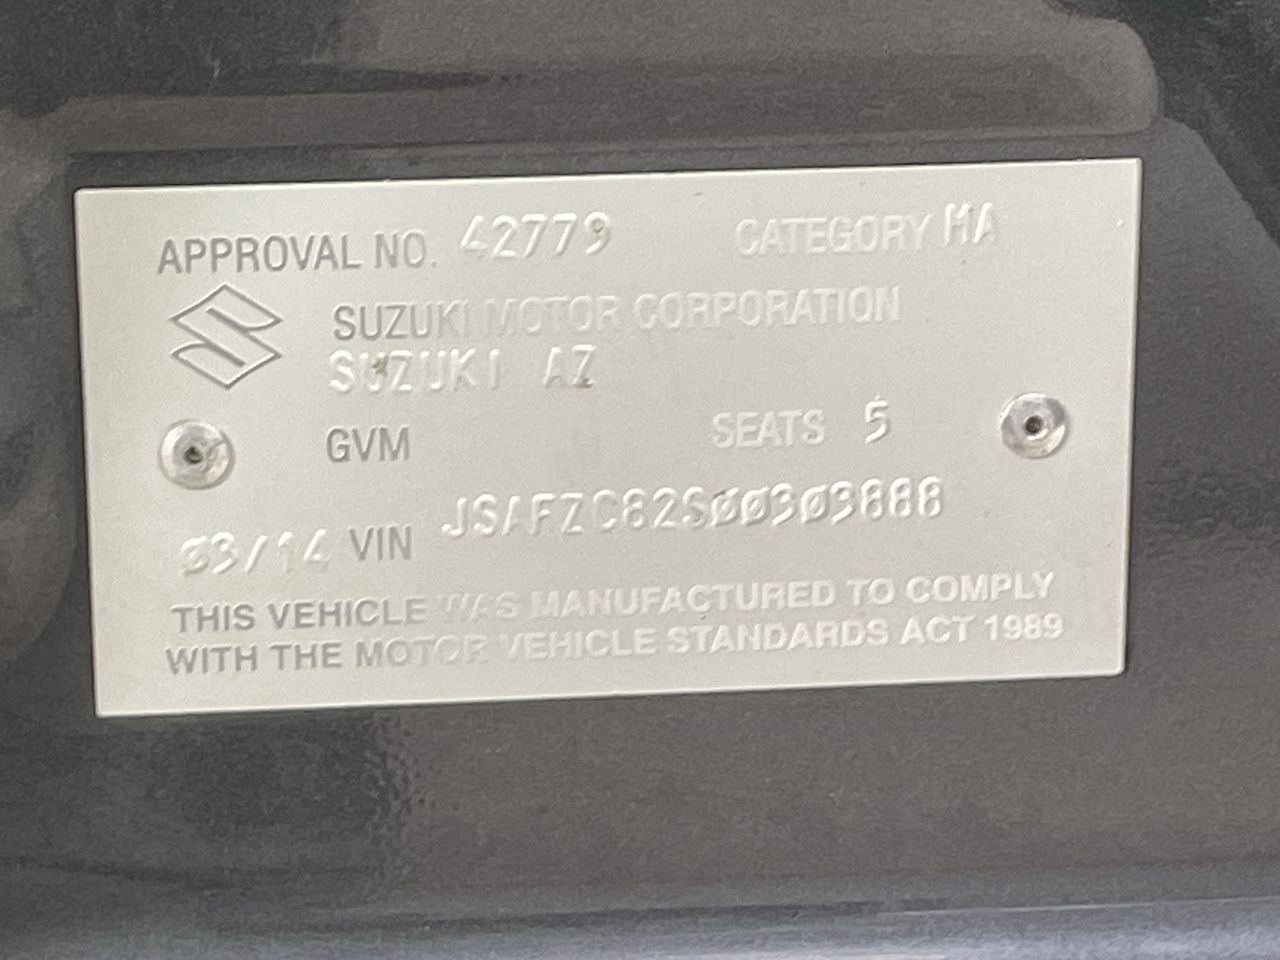 APPROVAL NO. 42779 CATEGORY MA
SUZUKI MOTOR CORPORATION
SUZUKI AZ
GVM SEATS 5
03/14 VIN JSAFZC82S00303888
THIS VEHICLE WAS MANUFACTURED TO COMPLY
WITH THE MOTOR VEHICLE STANDARDS ACT 1989